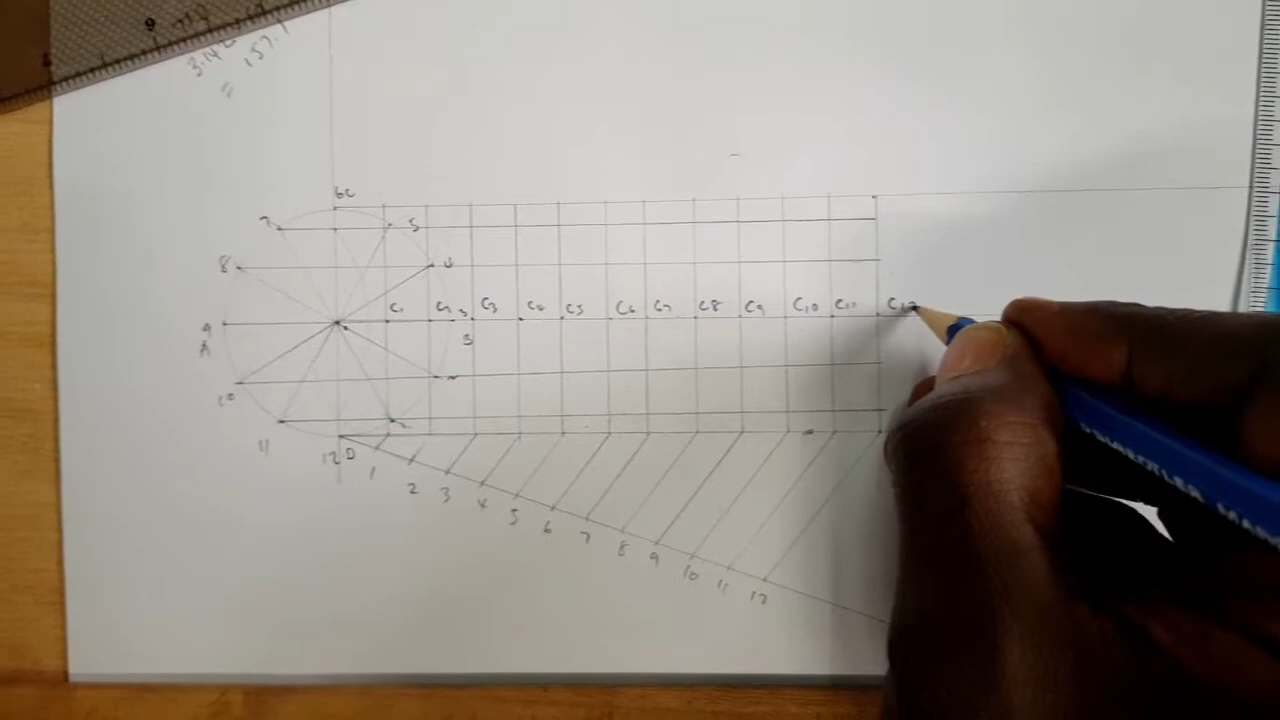 3.142
157.1
6C
7 5
8 4
C1 C2 3 C3 C4 C5 C6 C7 C8 C9 C10 C11 C12
9
A B
10
2
11 12 D 1 2 3 4 5 6 7 8 9 10 11 12
STAEDTLER MA